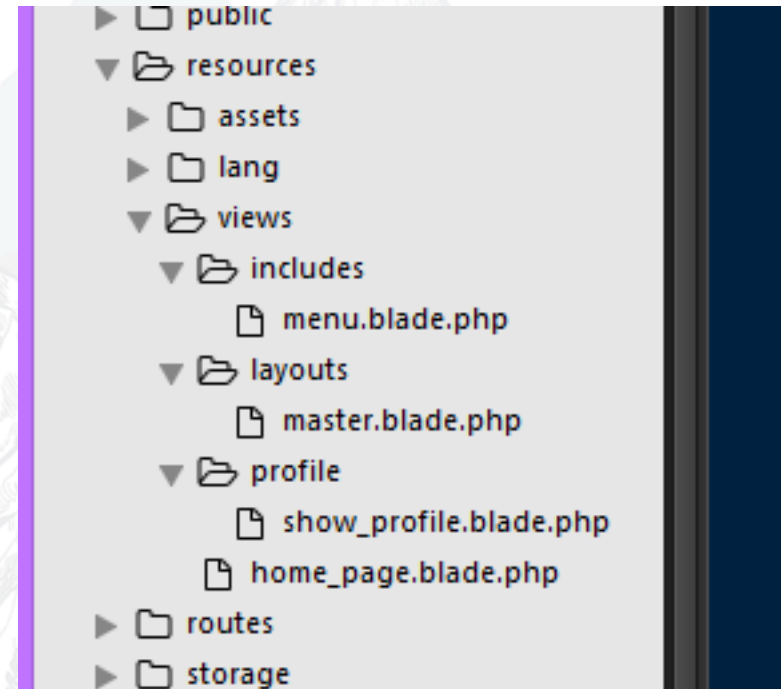 public
resources
assets
lang
views
includes
menu.blade.php
layouts
master.blade.php
profile
show_profile.blade.php
home_page.blade.php
routes
storage